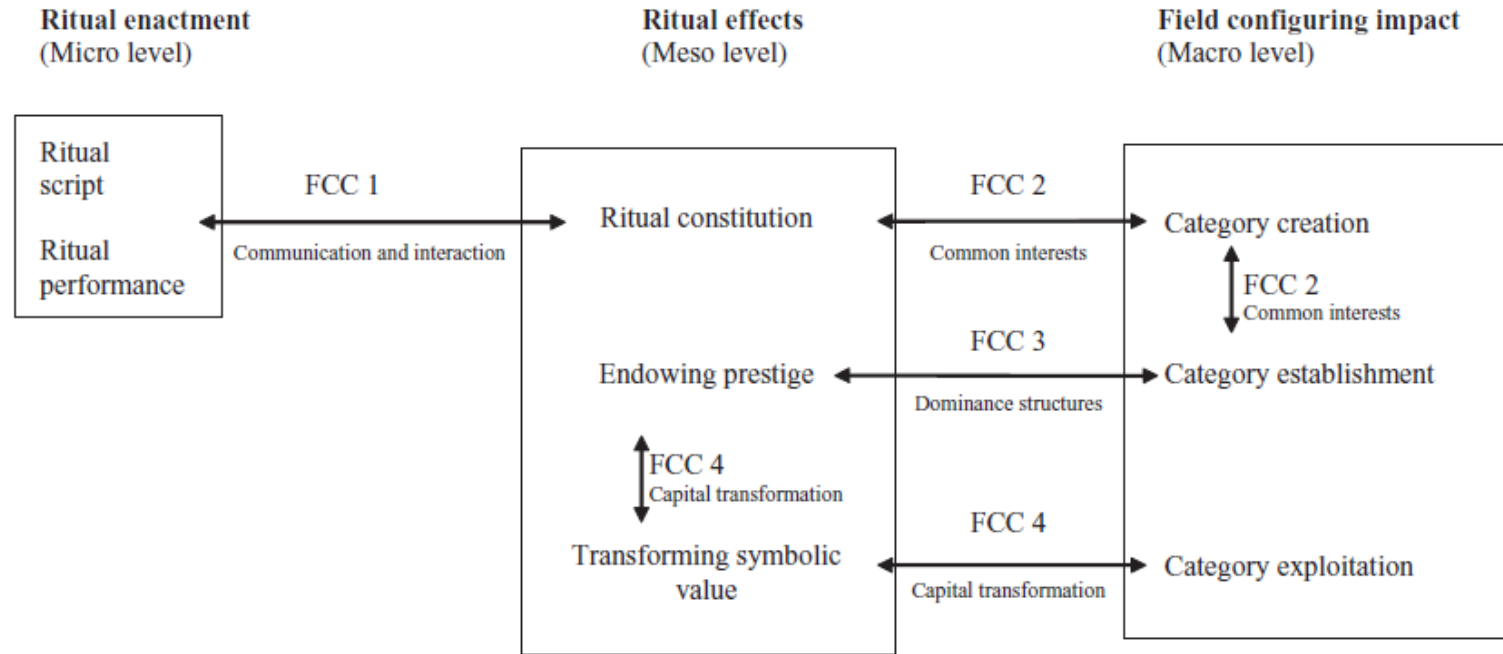 Ritual enactment
(Micro level)
Ritual effects
(Meso level)
Field configuring impact
(Macro level)
Ritual
script
Ritual
performance
FCC 1
Communication and interaction
Ritual constitution
FCC 2
Common interests
Category creation
FCC 2
Common interests
Endowing prestige
FCC 3
Dominance structures
Category establishment
FCC 4
Capital transformation
Transforming symbolic
value
FCC 4
Capital transformation
Category exploitation